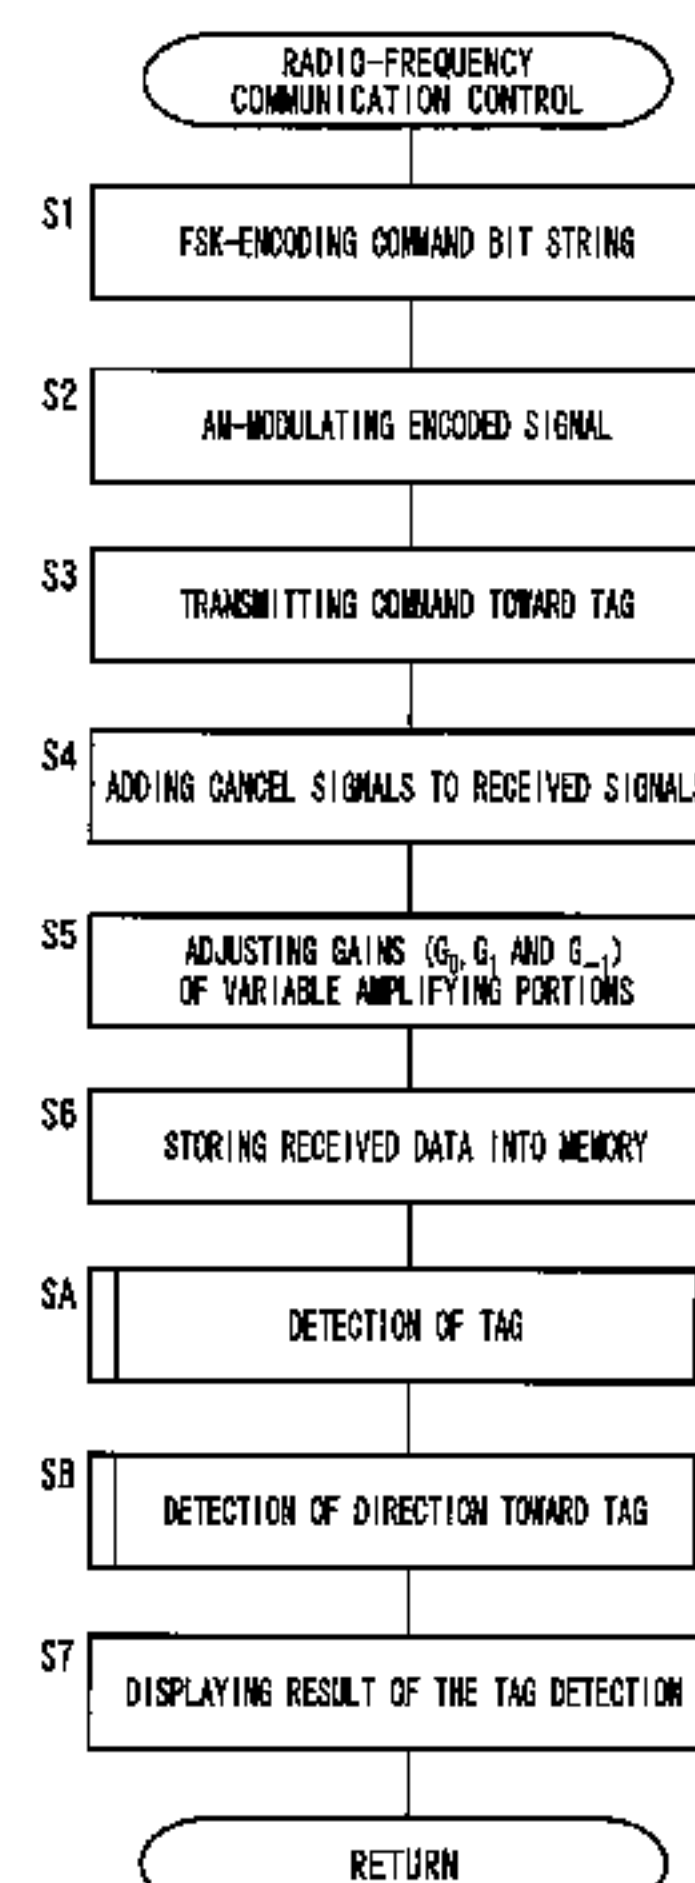 RADIO-FREQUENCY
COMMUNICATION CONTROL
S1
FSK-ENCODING COMMAND BIT STRING
S2
AM-MODULATING ENCODED SIGNAL
S3
TRANSMITTING COMMAND TOWARD TAG
S4
ADDING CANCEL SIGNALS TO RECEIVED SIGNALS
S5
ADJUSTING GAINS (G0, G1 AND G-1)
OF VARIABLE AMPLIFYING PORTIONS
S6
STORING RECEIVED DATA INTO MEMORY
SA
DETECTION OF TAG
SB
DETECTION OF DIRECTION TOWARD TAG
S7
DISPLAYING RESULT OF THE TAG DETECTION
RETURN